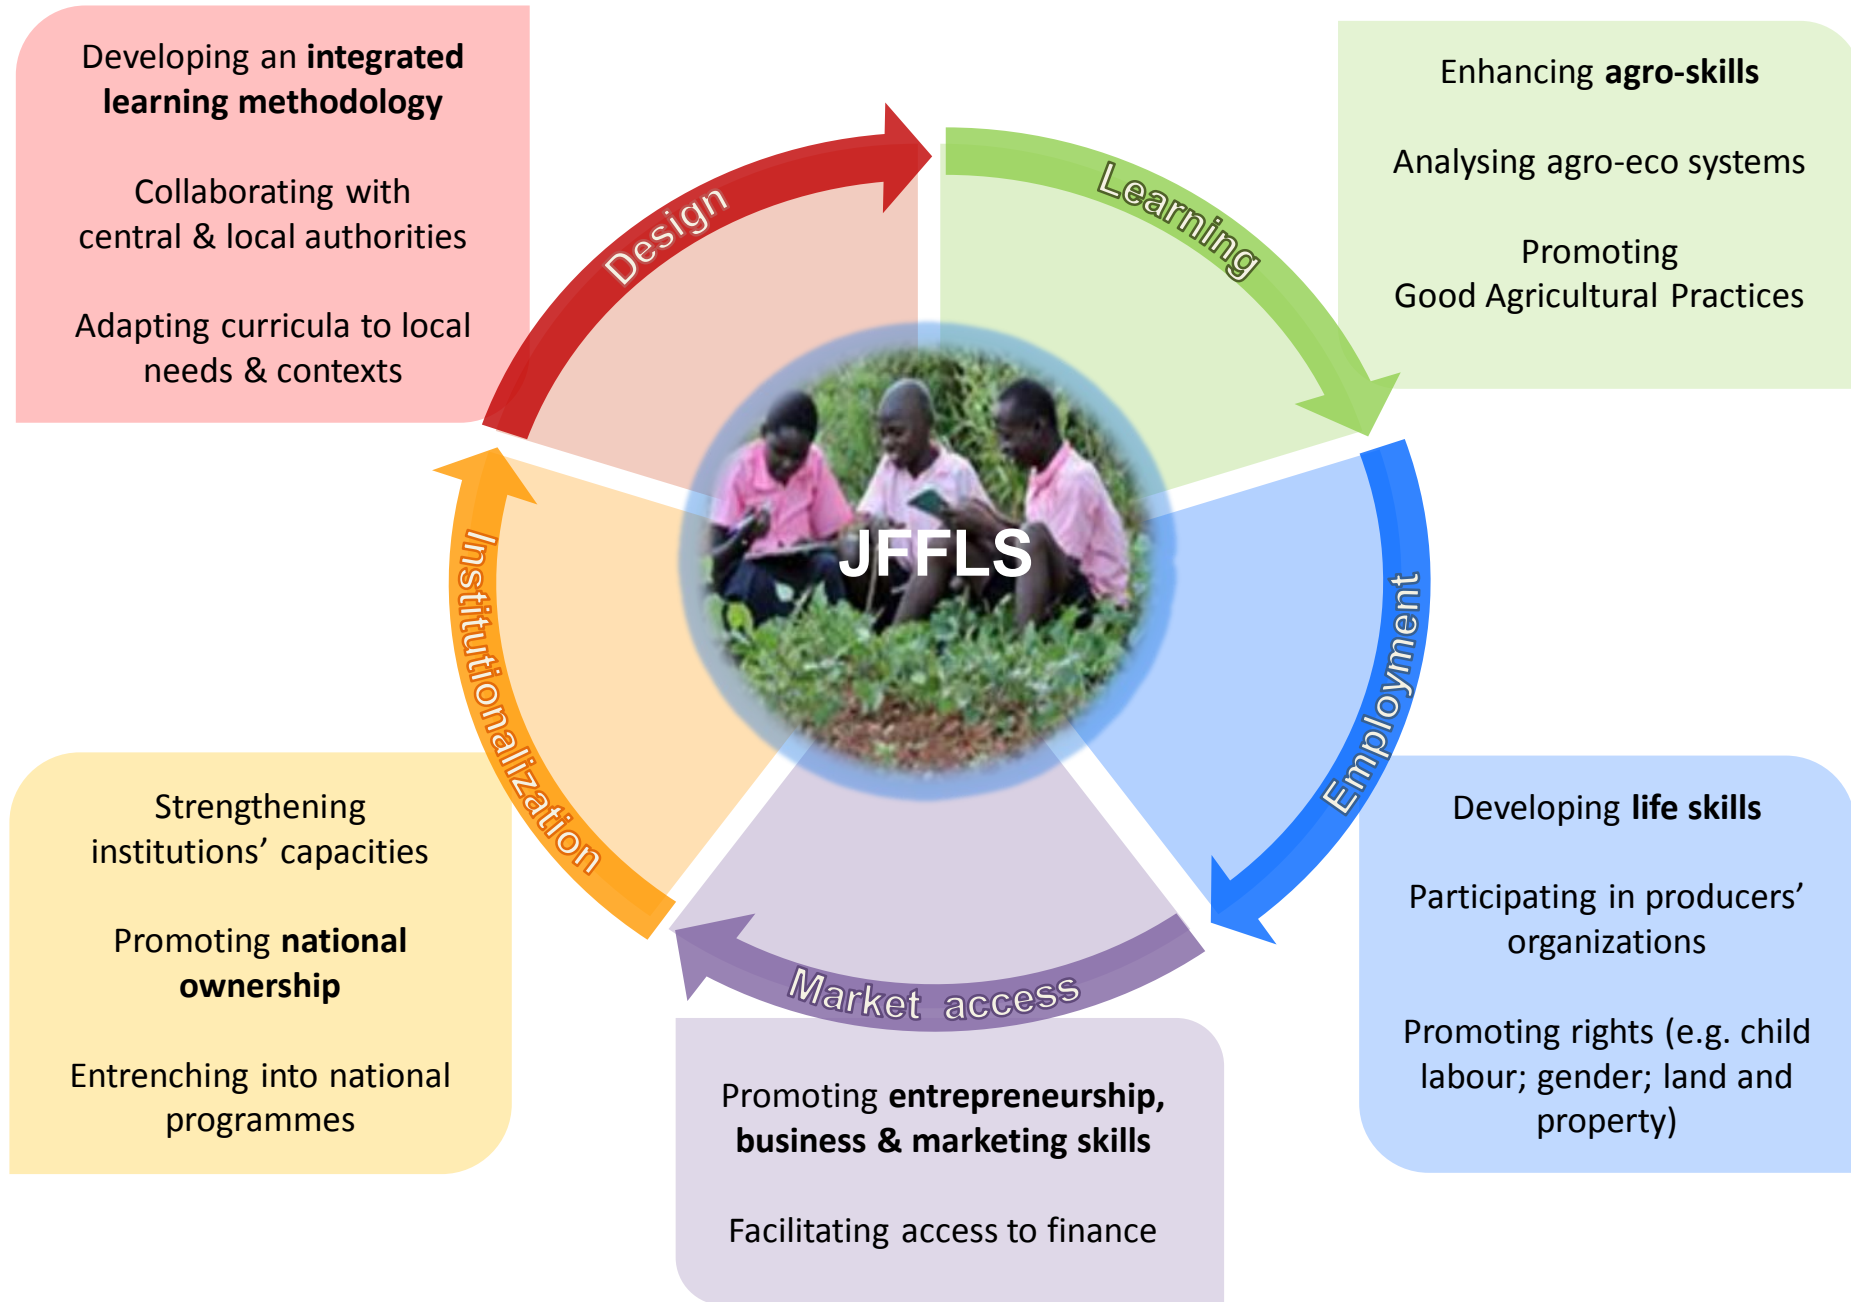 Developing an integrated
learning methodology
Collaborating with
central & local authorities
Adapting curricula to local
needs & contexts
Design
Learning
Enhancing agro-skills
Analysing agro-eco systems
Promoting
Good Agricultural Practices
JFFLS
Employment
Developing life skills
Participating in producers’
organizations
Promoting rights (e.g. child
labour; gender; land and
property)
Market access
Promoting entrepreneurship,
business & marketing skills
Facilitating access to finance
Institutionalization
Strengthening
institutions’ capacities
Promoting national
ownership
Entrenching into national
programmes